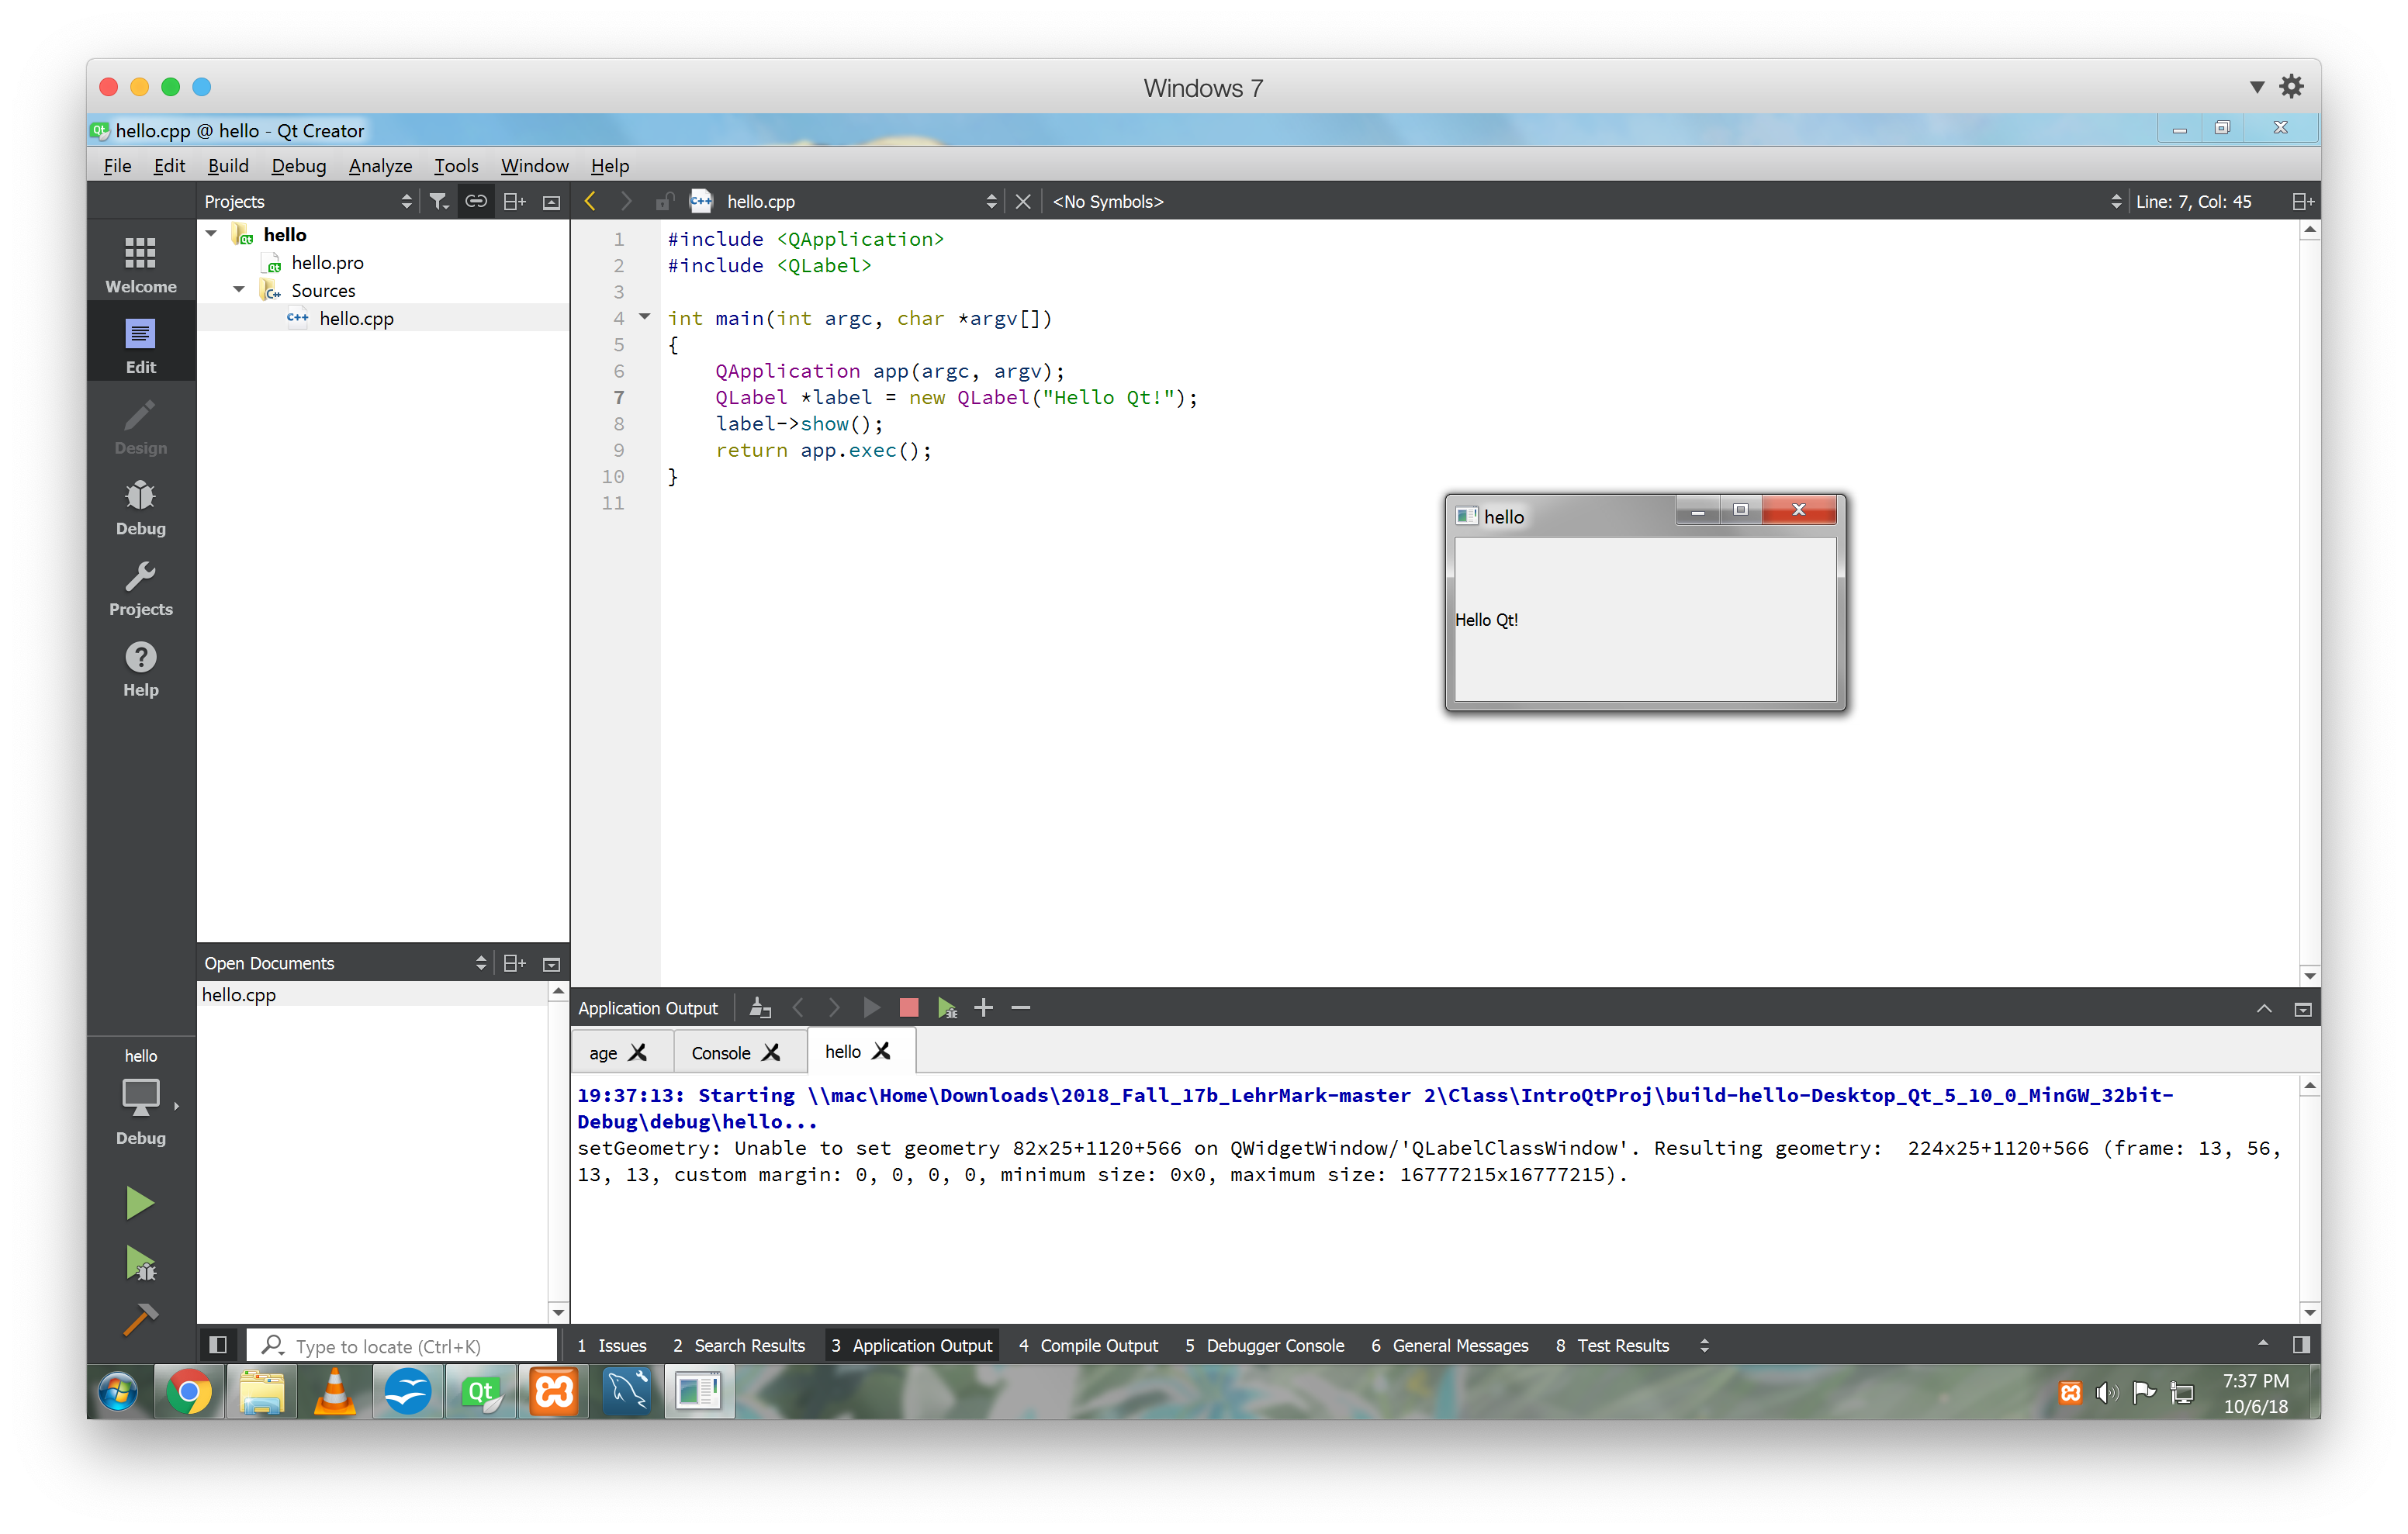 Windows 7
hello.cpp @ hello - Qt Creator
File Edit Build Debug Analyze Tools Window Help
Projects
hello.cpp
<No Symbols>
Line: 7, Col: 45
Welcome
Edit
Design
Debug
Projects
Help
hello
hello.pro
Sources
hello.cpp
1 #include <QApplication>
2 #include <QLabel>
3
4 int main(int argc, char *argv[])
5 {
6     QApplication app(argc, argv);
7     QLabel *label = new QLabel("Hello Qt!");
8     label->show();
9     return app.exec();
10 }
11
hello
Hello Qt!
Open Documents
hello.cpp
hello
Debug
Application Output
age Console hello
19:37:13: Starting \\mac\Home\Downloads\2018_Fall_17b_LehrMark-master 2\Class\IntroQtProj\build-hello-Desktop_Qt_5_10_0_MinGW_32bit-
Debug\debug\hello...
setGeometry: Unable to set geometry 82x25+1120+566 on QWidgetWindow/'QLabelClassWindow'. Resulting geometry:  224x25+1120+566 (frame: 13, 56,
13, 13, custom margin: 0, 0, 0, 0, minimum size: 0x0, maximum size: 16777215x16777215).
Type to locate (Ctrl+K)
1 Issues 2 Search Results 3 Application Output 4 Compile Output 5 Debugger Console 6 General Messages 8 Test Results
7:37 PM
10/6/18